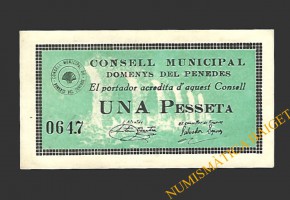 CONSELL MUNICIPAL
DOMENYS DEL PENEDES
El portador acredita d'aquest Consell
UNA PESSETA
0647
NUMISMATICA